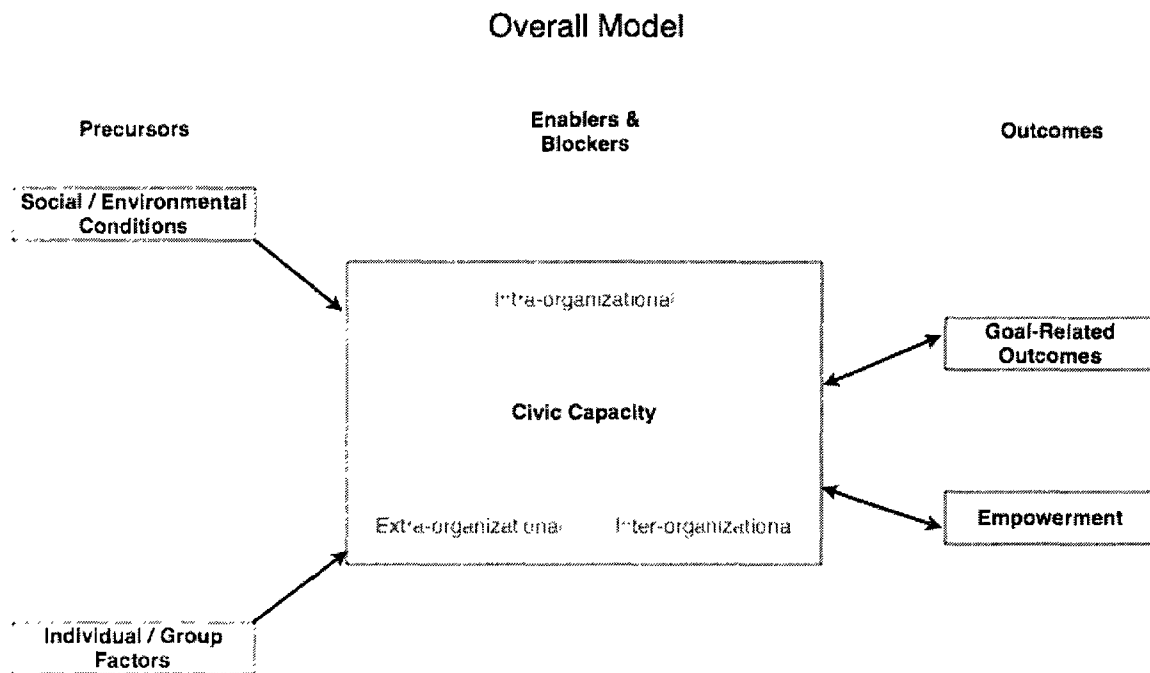 Overall Model
Precursors
Enablers &
Blockers
Outcomes
Social / Environmental
Conditions
Intra-organizational
Goal-Related
Outcomes
Civic Capacity
Extra-organizational
Inter-organizational
Empowerment
Individual / Group
Factors